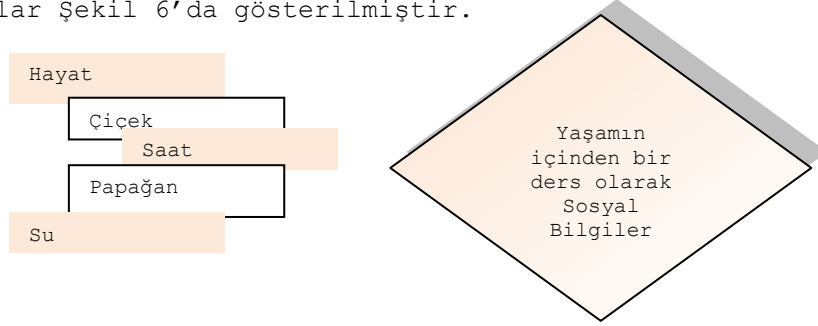 lar Şekil 6’da gösterilmiştir.
Hayat
Çiçek
Saat
Papağan
Su
Yaşamın
içinden bir
ders olarak
Sosyal
Bilgiler